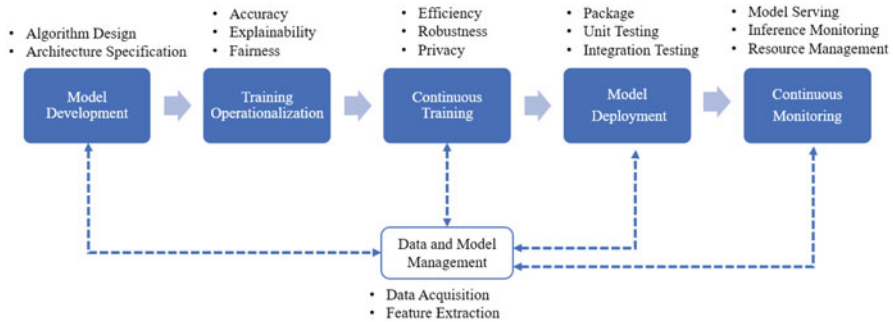 • Algorithm Design
• Architecture Specification
• Accuracy
• Explainability
• Fairness
• Efficiency
• Robustness
• Privacy
• Package
• Unit Testing
• Integration Testing
• Model Serving
• Inference Monitoring
• Resource Management
Model
Development
Training
Operationalization
Continuous
Training
Model
Deployment
Continuous
Monitoring
Data and Model
Management
• Data Acquisition
• Feature Extraction